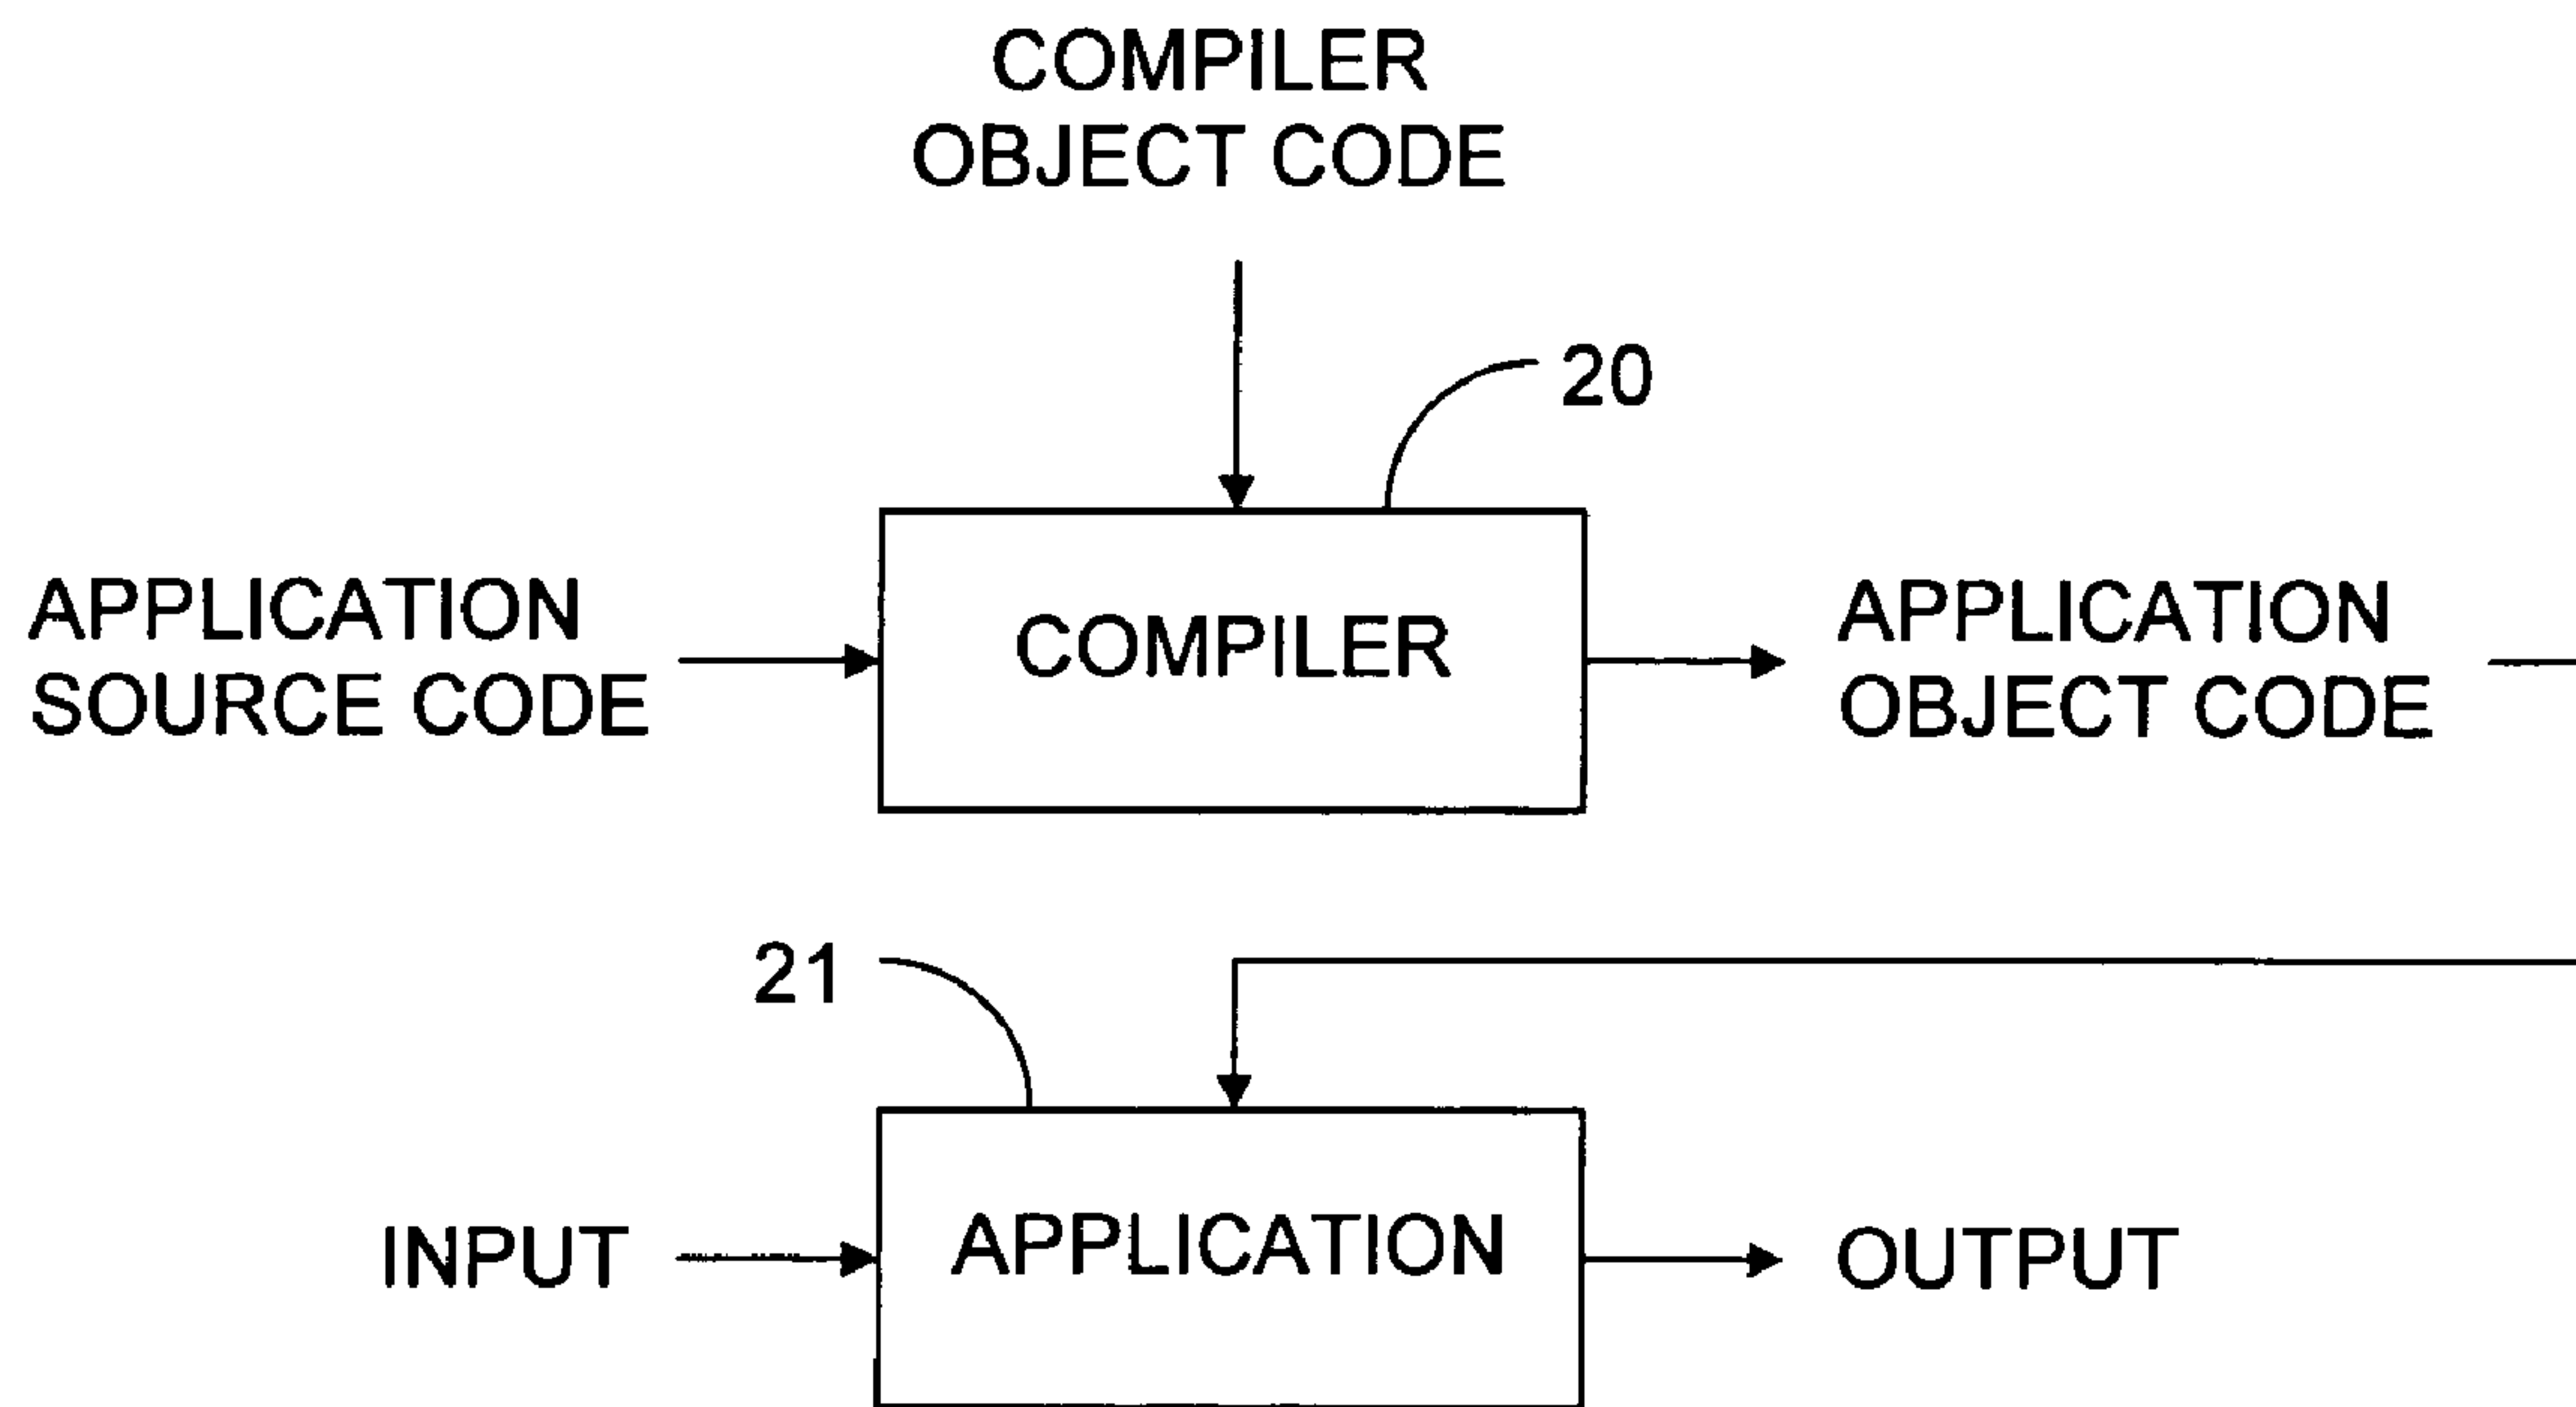 COMPILER
OBJECT CODE
20
APPLICATION
SOURCE CODE
COMPILER
APPLICATION
OBJECT CODE
21
INPUT
APPLICATION
OUTPUT